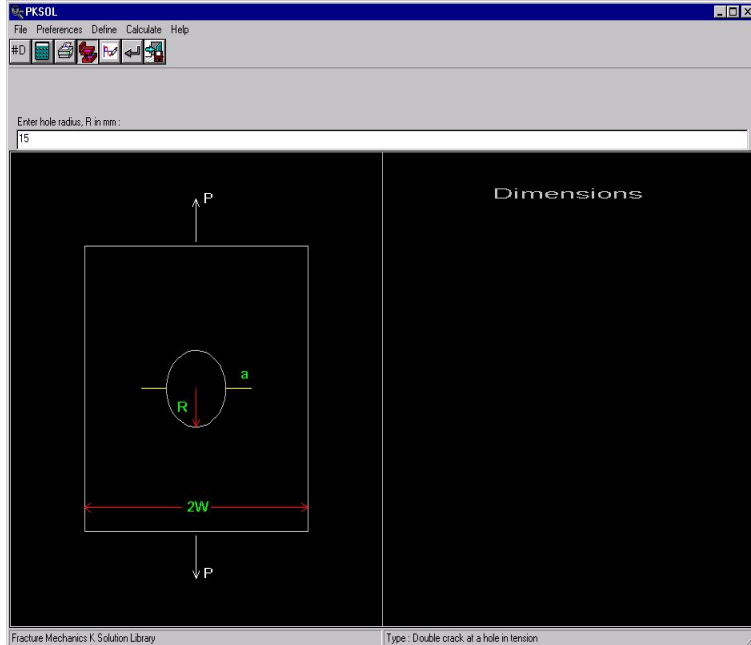 PKSOL
File Preferences Define Calculate Help
#D
Enter hole radius, R in mm :
15
P
Dimensions
a
R
2W
P
Fracture Mechanics K Solution Library
Type : Double crack at a hole in tension